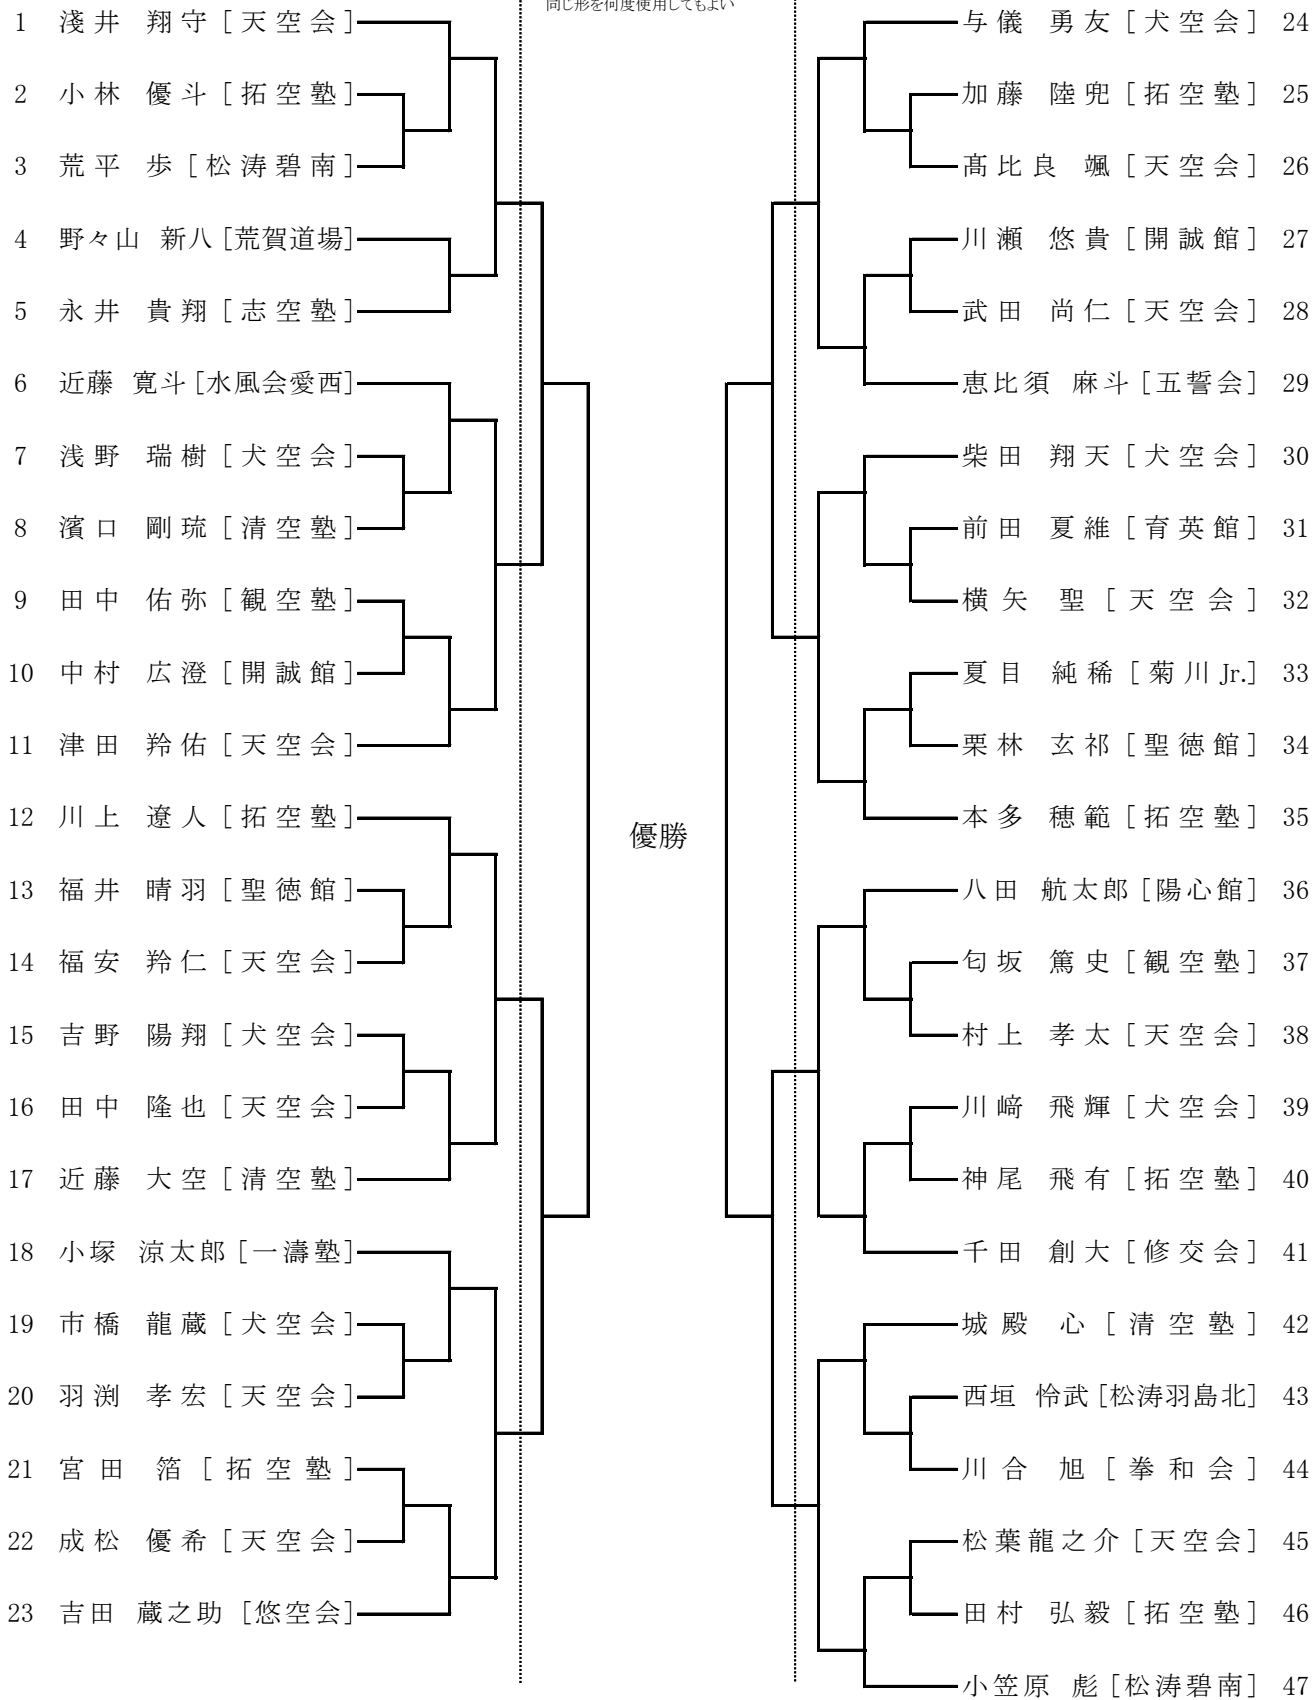 同じ形を何度使用してもよい
1 淺井 翔守 [天空会]
2 小林 優斗 [拓空塾]
3 荒平 歩 [松涛碧南]
4 野々山 新八 [荒賀道場]
5 永井 貴翔 [志空塾]
6 近藤 寛斗 [水風会愛西]
7 浅野 瑞樹 [犬空会]
8 濱口 剛琉 [清空塾]
9 田中 佑弥 [観空塾]
10 中村 広澄 [開誠館]
11 津田 羚佑 [天空会]
12 川上 遼人 [拓空塾]
13 福井 晴羽 [聖徳館]
14 福安 羚仁 [天空会]
15 吉野 陽翔 [犬空会]
16 田中 隆也 [天空会]
17 近藤 大空 [清空塾]
18 小塚 涼太郎 [一濤塾]
19 市橋 龍蔵 [犬空会]
20 羽渕 孝宏 [天空会]
21 宮田 箔 [拓空塾]
22 成松 優希 [天空会]
23 吉田 蔵之助 [悠空会]
優勝
与儀 勇友 [犬空会] 24
加藤 陸兜 [拓空塾] 25
髙比良 颯 [天空会] 26
川瀬 悠貴 [開誠館] 27
武田 尚仁 [天空会] 28
恵比須 麻斗 [五誓会] 29
柴田 翔天 [犬空会] 30
前田 夏維 [育英館] 31
横矢 聖 [天空会] 32
夏目 純稀 [菊川Jr.] 33
栗林 玄祁 [聖徳館] 34
本多 穂範 [拓空塾] 35
八田 航太郎 [陽心館] 36
匂坂 篤史 [観空塾] 37
村上 孝太 [天空会] 38
川﨑 飛輝 [犬空会] 39
神尾 飛有 [拓空塾] 40
千田 創大 [修交会] 41
城殿 心 [清空塾] 42
西垣 怜武 [松涛羽島北] 43
川合 旭 [拳和会] 44
松葉龍之介 [天空会] 45
田村 弘毅 [拓空塾] 46
小笠原 彪 [松涛碧南] 47